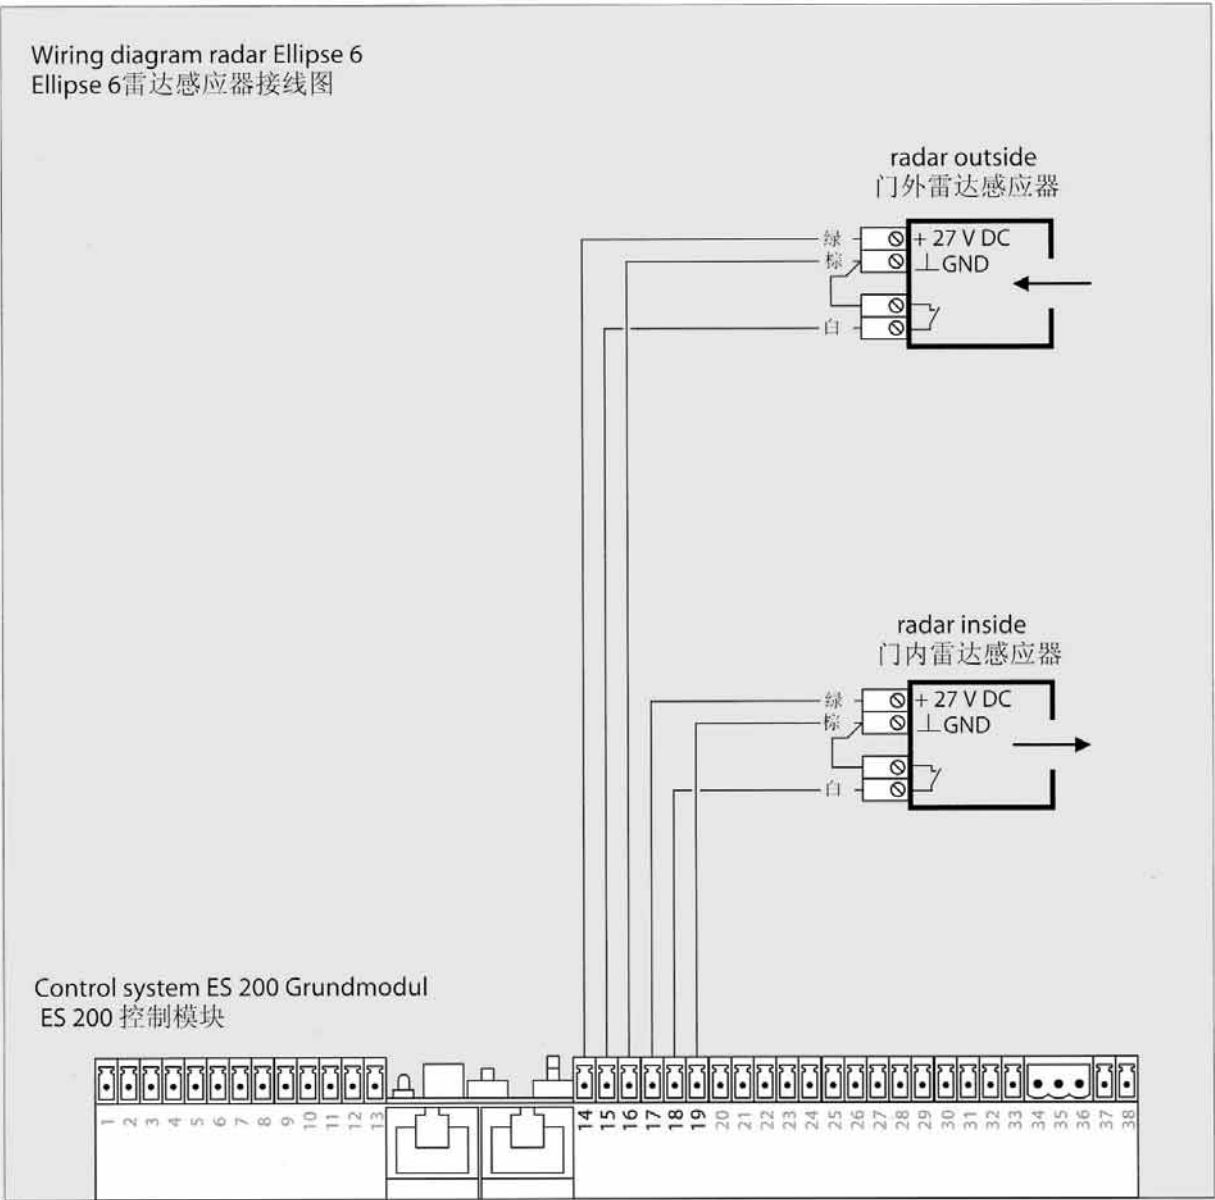 Wiring diagram radar Ellipse 6
Ellipse 6雷达感应器接线图
radar outside
门外雷达感应器
绿
+ 27 V DC
棕
⊥GND
白
radar inside
门内雷达感应器
绿
+ 27 V DC
棕
⊥GND
白
Control system ES 200 Grundmodul
ES 200 控制模块
1 2 3 4 5 6 7 8 9 10 11 12 13 14 15 16 17 18 19 20 21 22 23 24 25 26 27 28 29 30 31 32 33 34 35 36 37 38